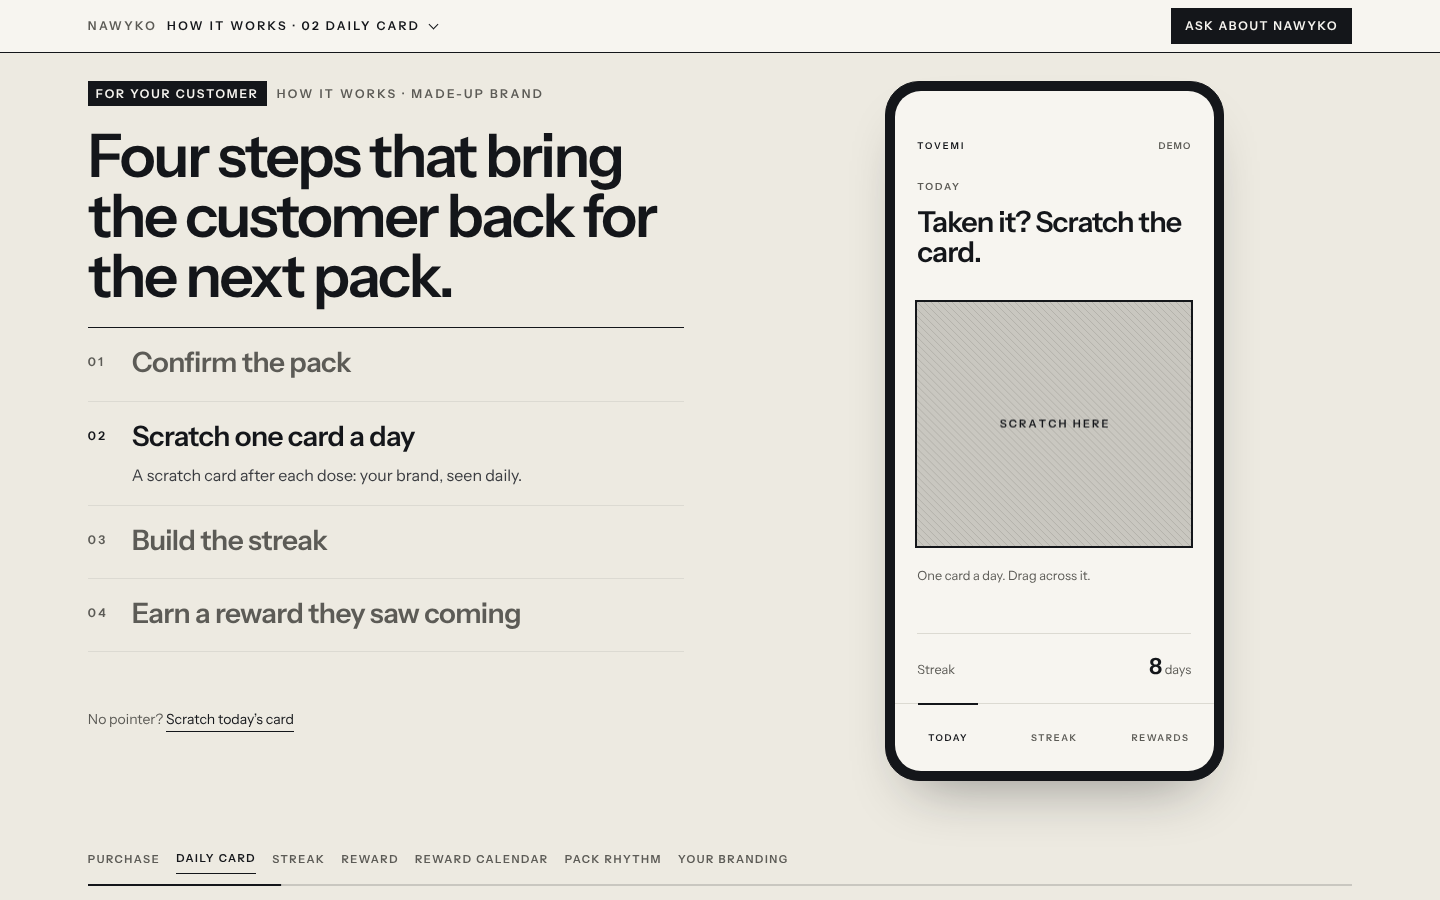 NAWYKO HOW IT WORKS · 02 DAILY CARD
ASK ABOUT NAWYKO
FOR YOUR CUSTOMER HOW IT WORKS · MADE-UP BRAND
Four steps that bring
the customer back for
the next pack.
01 Confirm the pack
02 Scratch one card a day
A scratch card after each dose: your brand, seen daily.
03 Build the streak
04 Earn a reward they saw coming
No pointer? Scratch today’s card
TOVEMI DEMO
TODAY
Taken it? Scratch the
card.
SCRATCH HERE
One card a day. Drag across it.
Streak 8 days
TODAY STREAK REWARDS
PURCHASE DAILY CARD STREAK REWARD REWARD CALENDAR PACK RHYTHM YOUR BRANDING